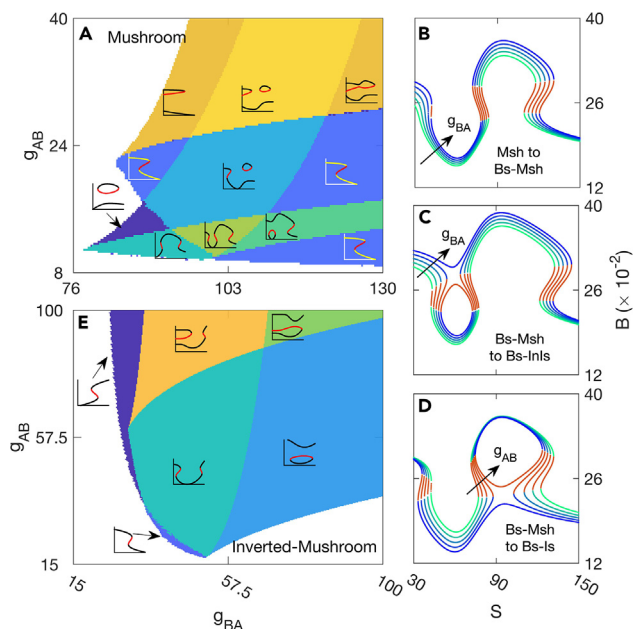 A
Mushroom
40
24
8
g_AB
76
103
130
B
g_BA
Msh to
Bs-Msh
40
26
12
C
g_BA
Bs-Msh
to Bs-InIs
40
26
12
B (× 10⁻²)
D
g_AB
Bs-Msh
to Bs-Is
40
26
12
30
90
150
S
E
100
57.5
15
g_AB
Inverted-Mushroom
15
57.5
100
g_BA